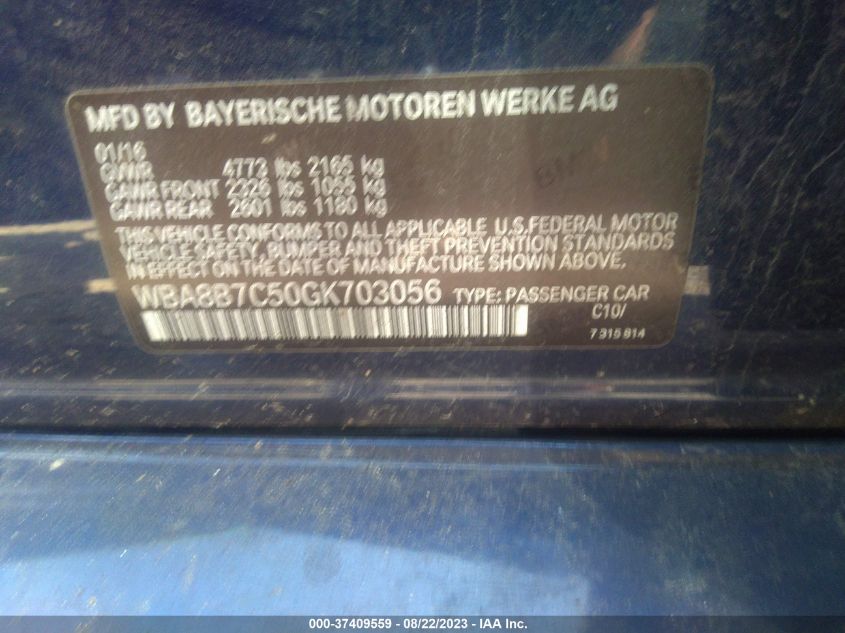 MFD BY BAYERISCHE MOTOREN WERKE AG
01/16
GVWR 4773 lbs 2165 kg
GAWR FRONT 2326 lbs 1055 kg
GAWR REAR 2601 lbs 1180 kg
THIS VEHICLE CONFORMS TO ALL APPLICABLE U.S.FEDERAL MOTOR
VEHICLE SAFETY, BUMPER AND THEFT PREVENTION STANDARDS
IN EFFECT ON THE DATE OF MANUFACTURE SHOWN ABOVE.
WBA8B7C50GK703056 TYPE: PASSENGER CAR
C10/
7 315 814
000-37409559 - 08/22/2023 - IAA Inc.